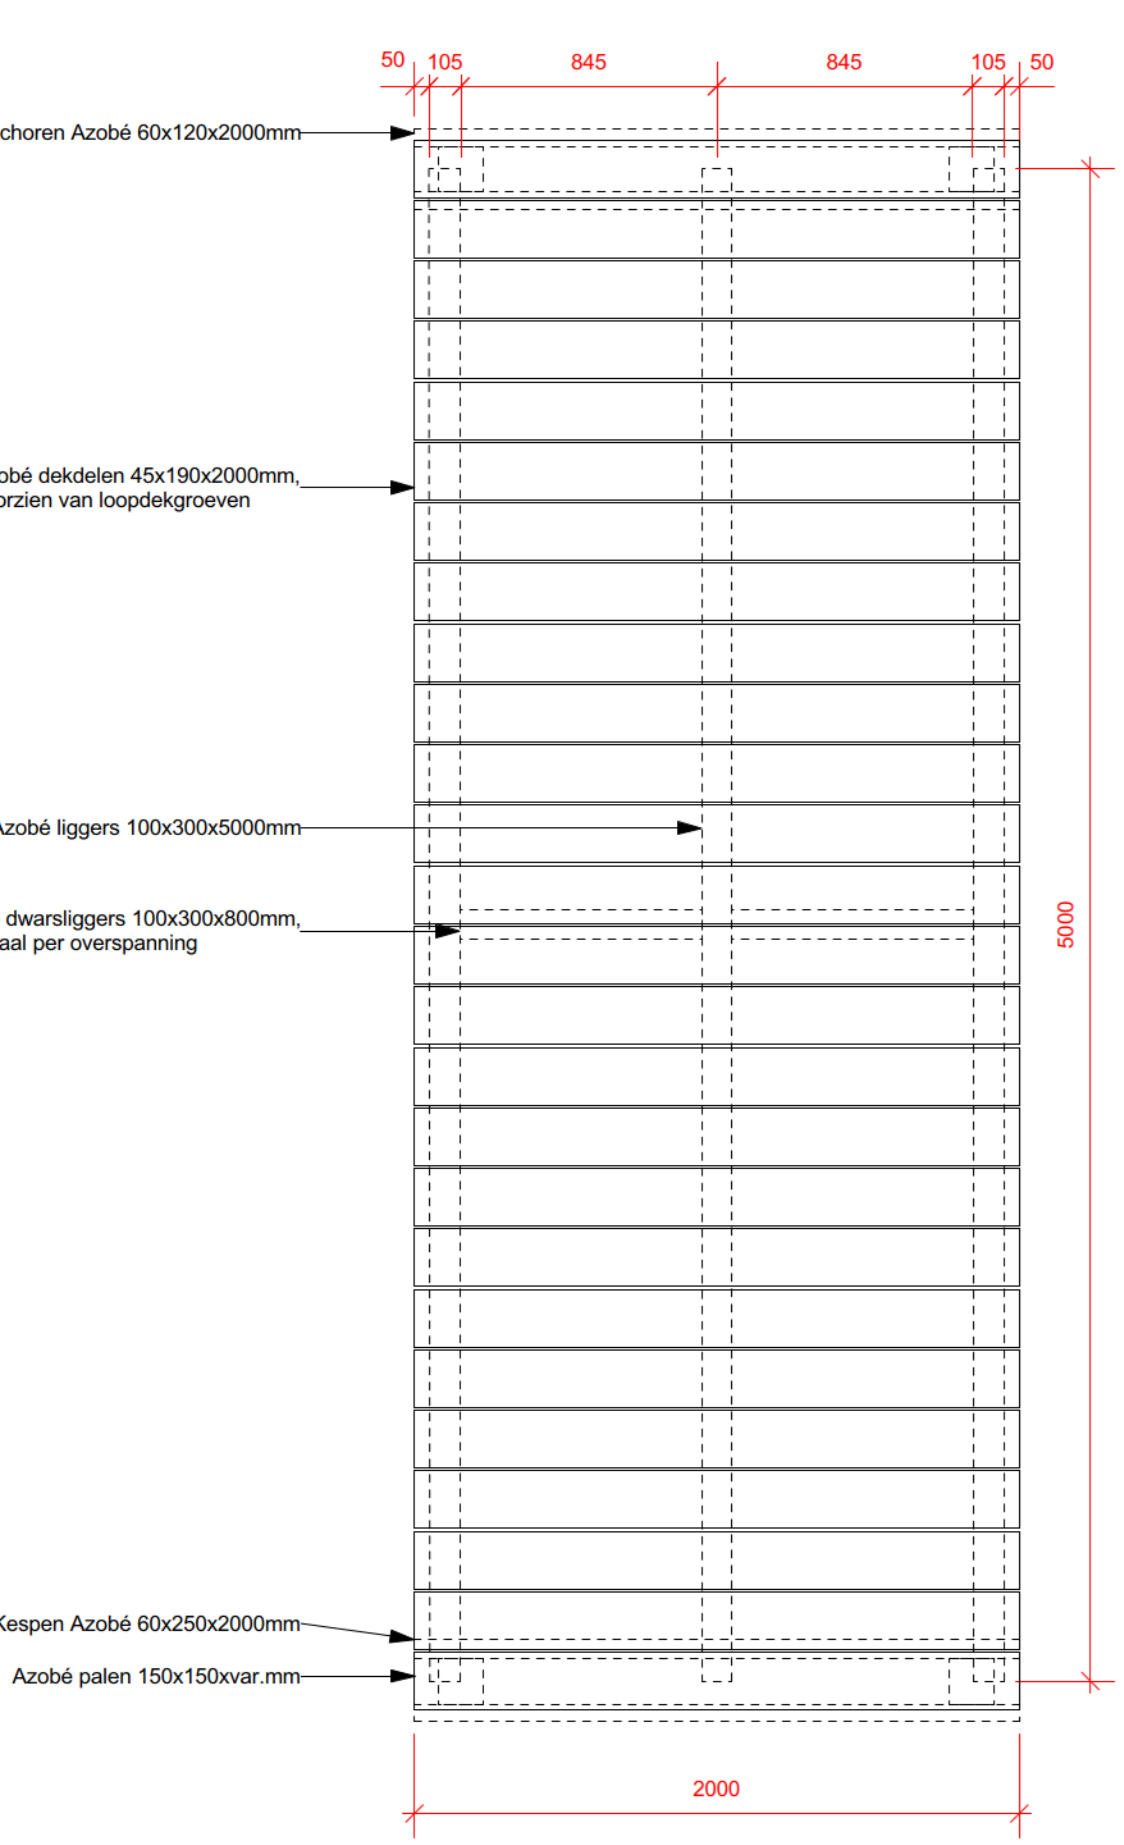 50 105 845 845 105 50
choren Azobé 60x120x2000mm
obé dekdelen 45x190x2000mm,
orzien van loopdekgroeven
Azobé liggers 100x300x5000mm
dwarsliggers 100x300x800mm,
aal per overspanning
5000
Kespen Azobé 60x250x2000mm
Azobé palen 150x150xvar.mm
2000